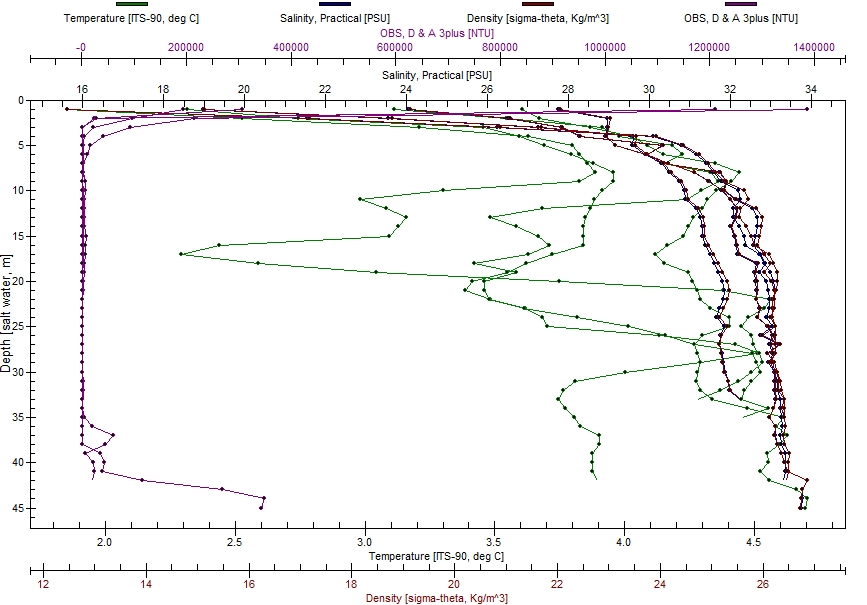 Temperature [ITS-90, deg C] Salinity, Practical [PSU] Density [sigma-theta, Kg/m^3] OBS, D & A 3plus [NTU]
OBS, D & A 3plus [NTU]
-0 200000 400000 600000 800000 1000000 1200000 1400000
Salinity, Practical [PSU]
16 18 20 22 24 26 28 30 32 34
0
5
10
15
20
25
30
35
40
45
Depth [salt water, m]
2.0 2.5 3.0 3.5 4.0 4.5
Temperature [ITS-90, deg C]
12 14 16 18 20 22 24 26
Density [sigma-theta, Kg/m^3]